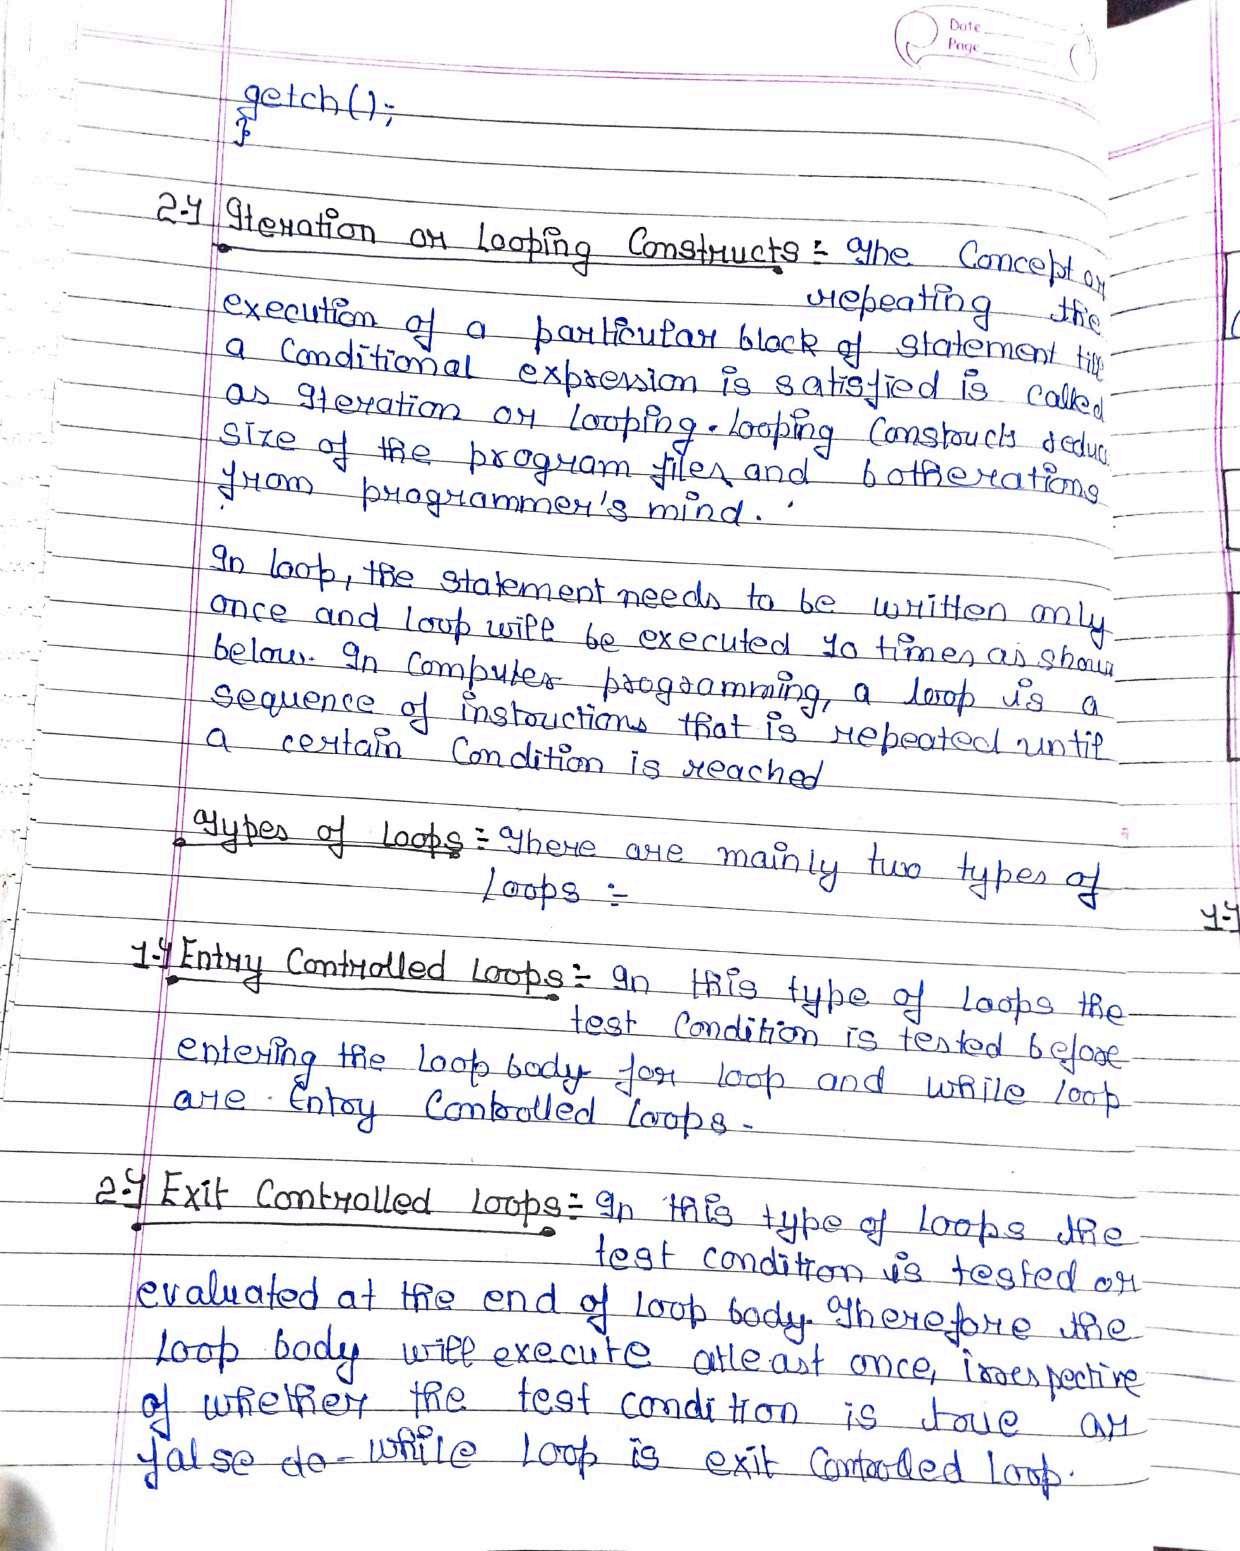 Date
Page
getch();
}
2.) Iteration or Looping Constructs :- The Concept or
repeating the
execution of a particular block of statement till
a Conditional expression is satisfied is called
as Iteration or Looping. Looping Constructs reduc
size of the program files and botherations
from programmer's mind.
In loop, the statement needs to be written only
once and loop will be executed 10 times as show
below. In Computer programming, a loop is a
sequence of instructions that is repeated until
a certain Condition is reached
Types of Loops :- There are mainly two types of
Loops :-
1.) Entry Controlled Loops :- In this type of Loops the
test Condition is tested before
entering the Loop body for loop and while loop
are Entry Controlled Loops.
2.) Exit Controlled Loops :- In this type of Loops the
test condition is tested or
evaluated at the end of Loop body. Therefore the
Loop body will execute atleast once, irrespective
of whether the test condition is true or
false do-while Loop is exit Controlled Loop.
1.)